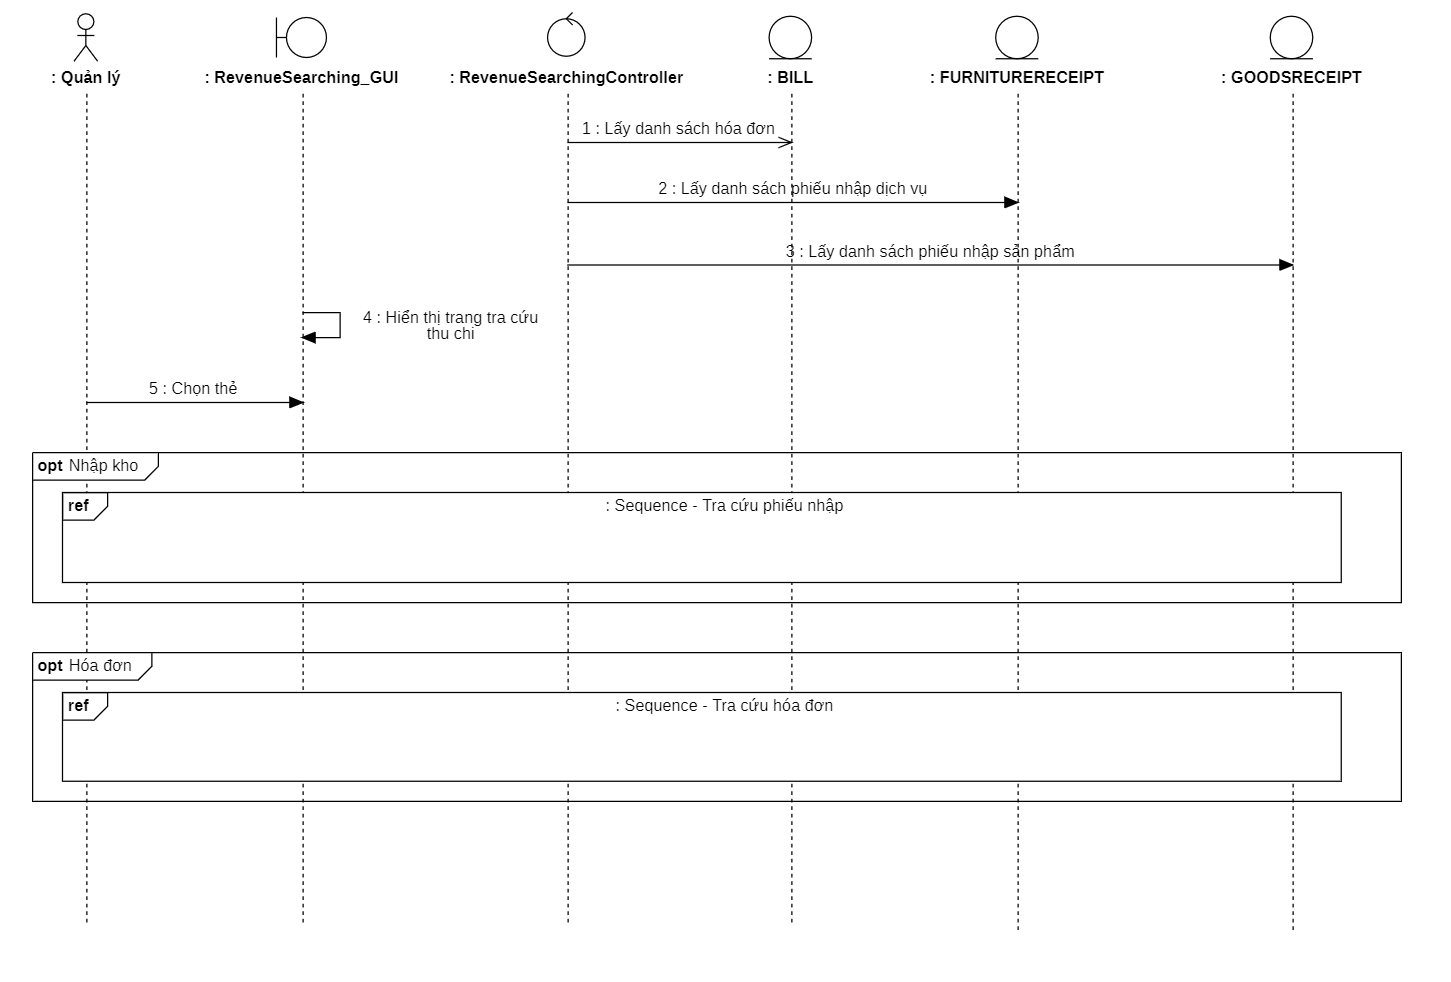 : Quản lý
: RevenueSearching_GUI
: RevenueSearchingController
: BILL
: FURNITURERECEIPT
: GOODSRECEIPT
1 : Lấy danh sách hóa đơn
2 : Lấy danh sách phiếu nhập dịch vụ
3 : Lấy danh sách phiếu nhập sản phẩm
4 : Hiển thị trang tra cứu
thu chi
5 : Chọn thẻ
opt Nhập kho
ref
: Sequence - Tra cứu phiếu nhập
opt Hóa đơn
ref
: Sequence - Tra cứu hóa đơn